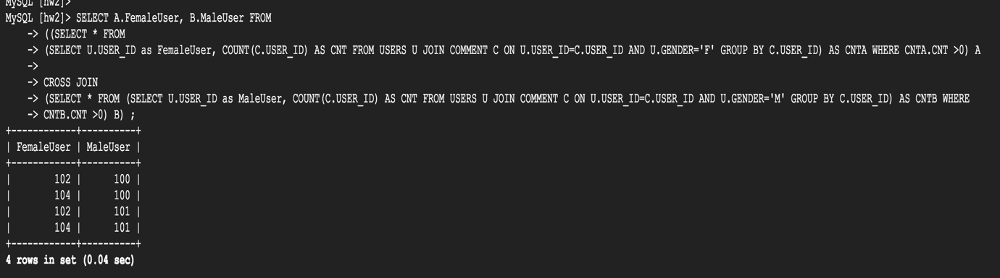 MySQL [hw2]>
MySQL [hw2]> SELECT A.FemaleUser, B.MaleUser FROM
    -> ((SELECT * FROM
    -> (SELECT U.USER_ID as FemaleUser, COUNT(C.USER_ID) AS CNT FROM USERS U JOIN COMMENT C ON U.USER_ID=C.USER_ID AND U.GENDER='F' GROUP BY C.USER_ID) AS CNTA WHERE CNTA.CNT >0) A
    ->
    -> CROSS JOIN
    -> (SELECT * FROM (SELECT U.USER_ID as MaleUser, COUNT(C.USER_ID) AS CNT FROM USERS U JOIN COMMENT C ON U.USER_ID=C.USER_ID AND U.GENDER='M' GROUP BY C.USER_ID) AS CNTB WHERE
    -> CNTB.CNT >0) B) ;
+------------+----------+
| FemaleUser | MaleUser |
+------------+----------+
|        102 |      100 |
|        104 |      100 |
|        102 |      101 |
|        104 |      101 |
+------------+----------+
4 rows in set (0.04 sec)